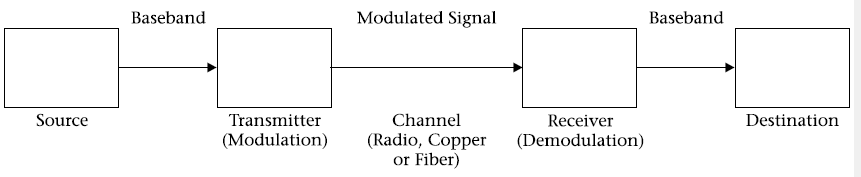 Baseband
Modulated Signal
Baseband
Source
Transmitter
(Modulation)
Channel
(Radio, Copper
or Fiber)
Receiver
(Demodulation)
Destination